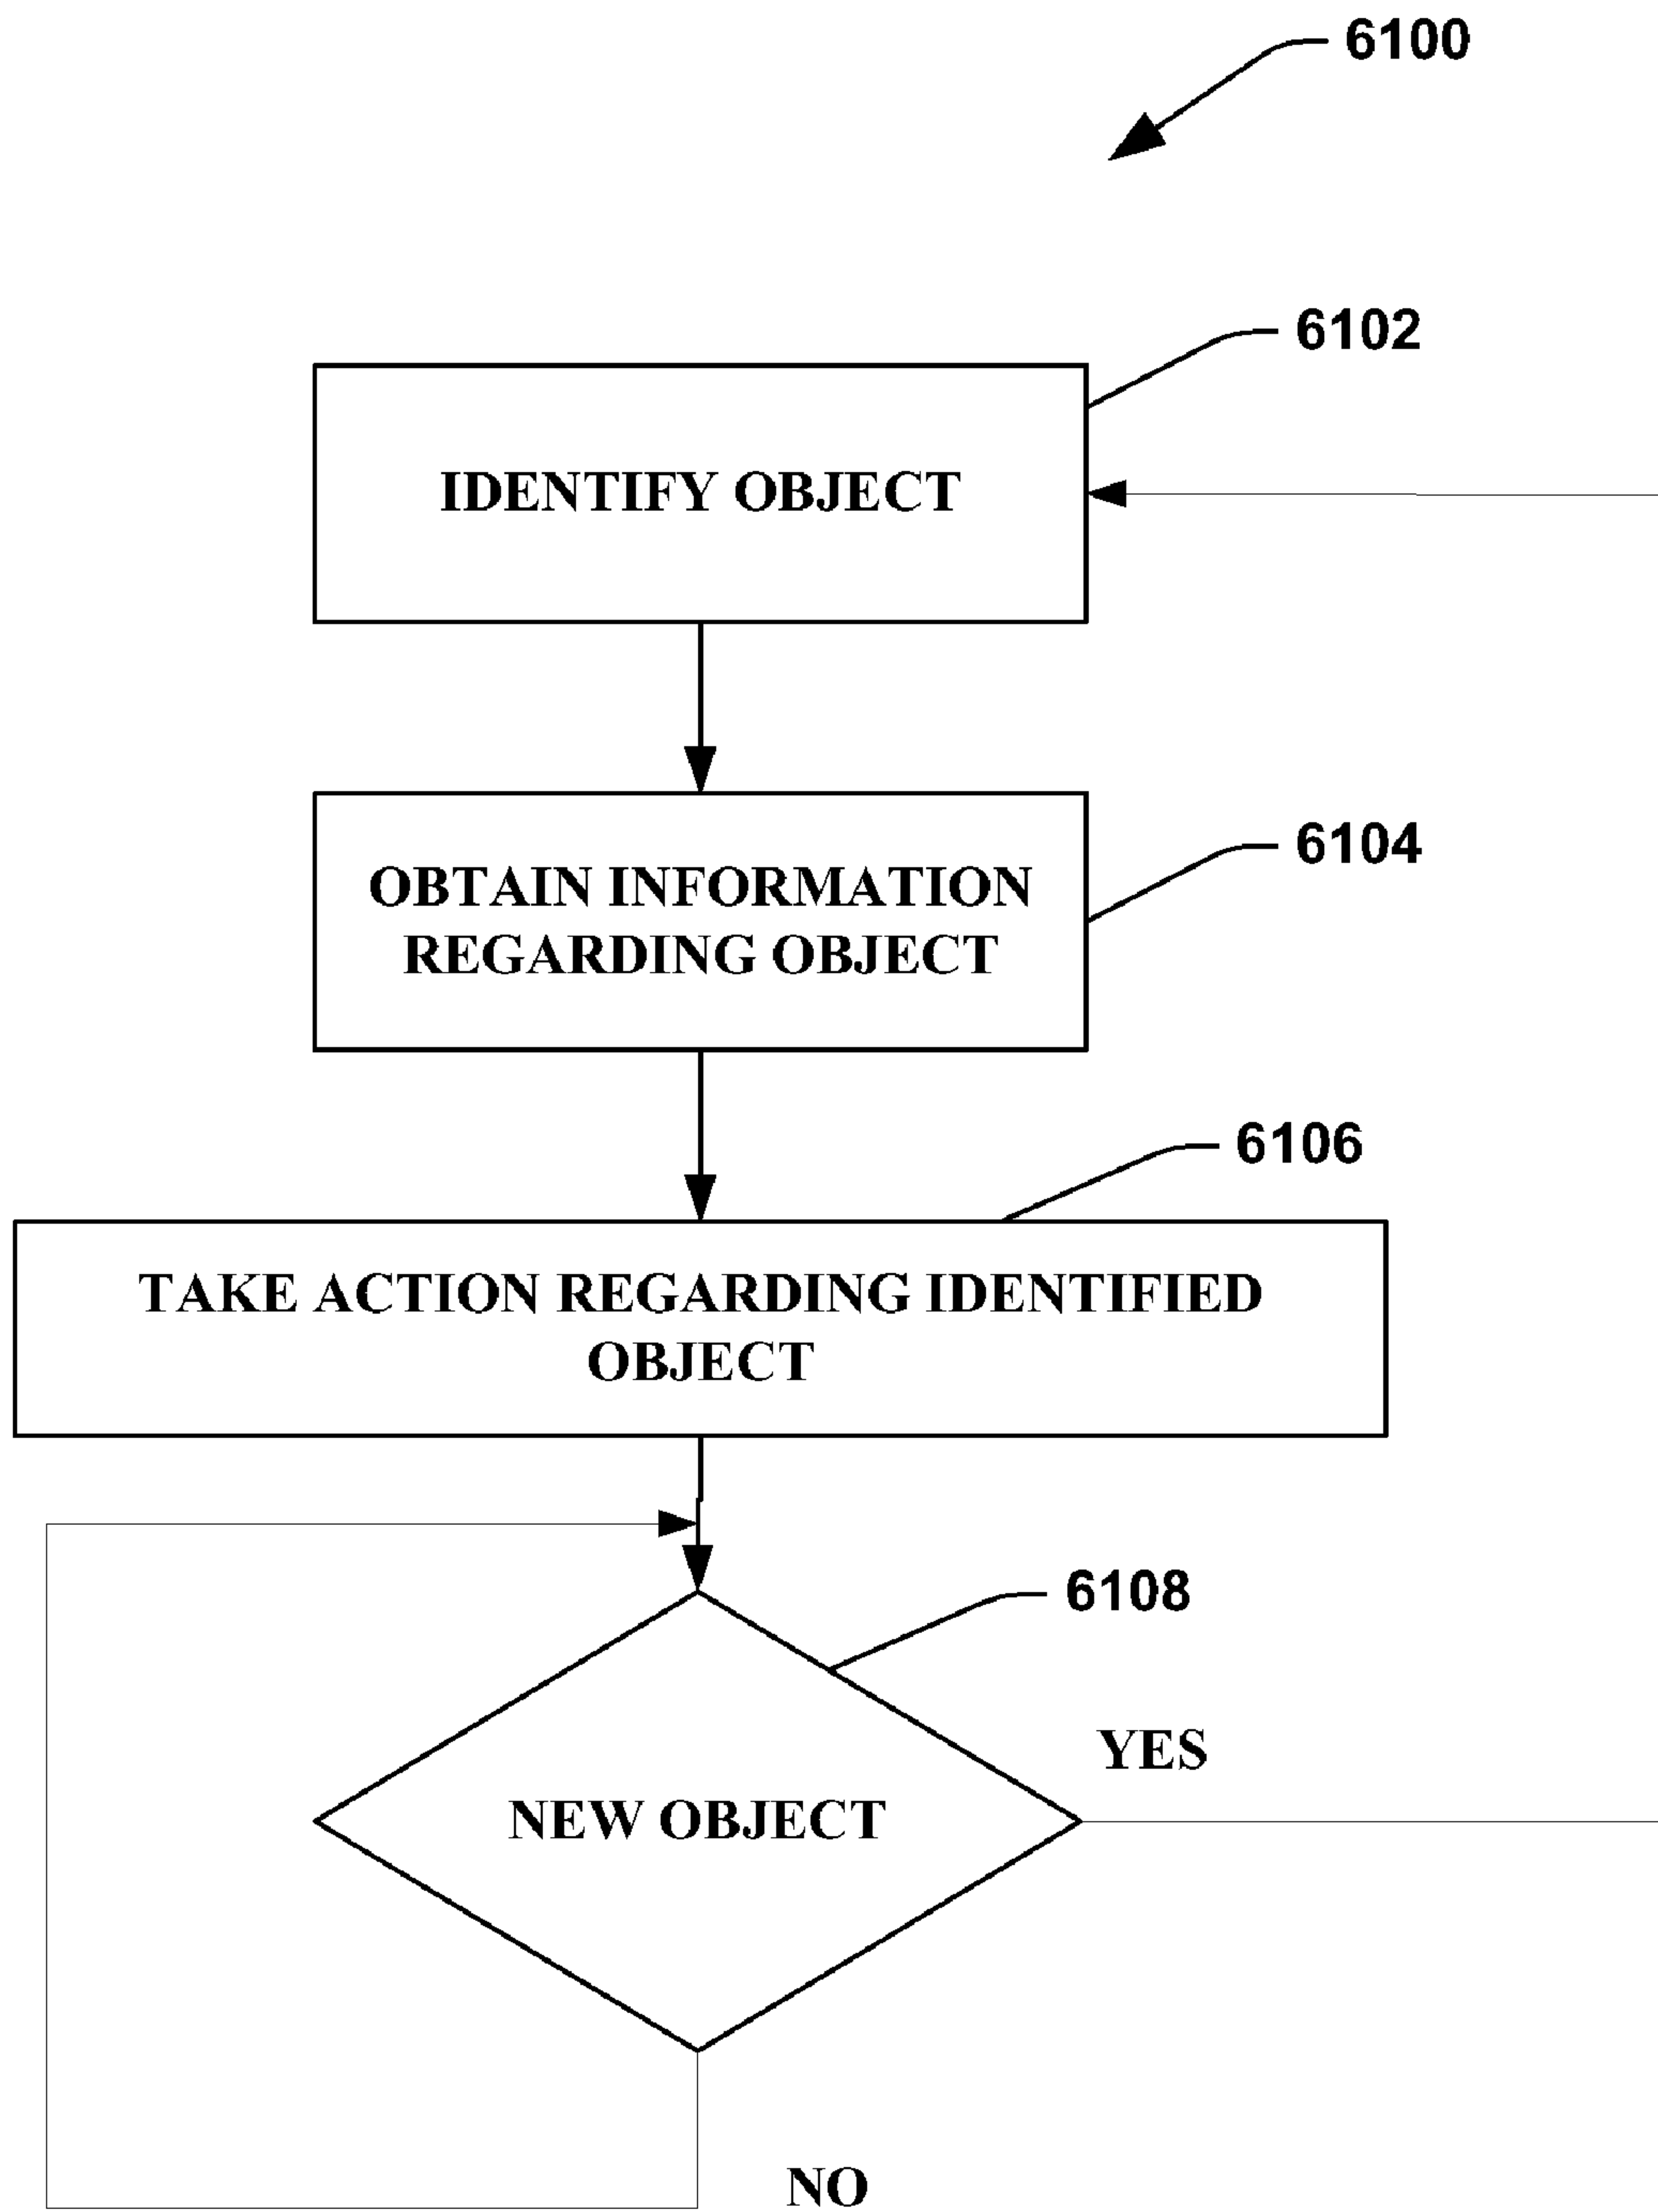 6100
6102
IDENTIFY OBJECT
6104
OBTAIN INFORMATION
REGARDING OBJECT
6106
TAKE ACTION REGARDING IDENTIFIED
OBJECT
6108
YES
NEW OBJECT
NO